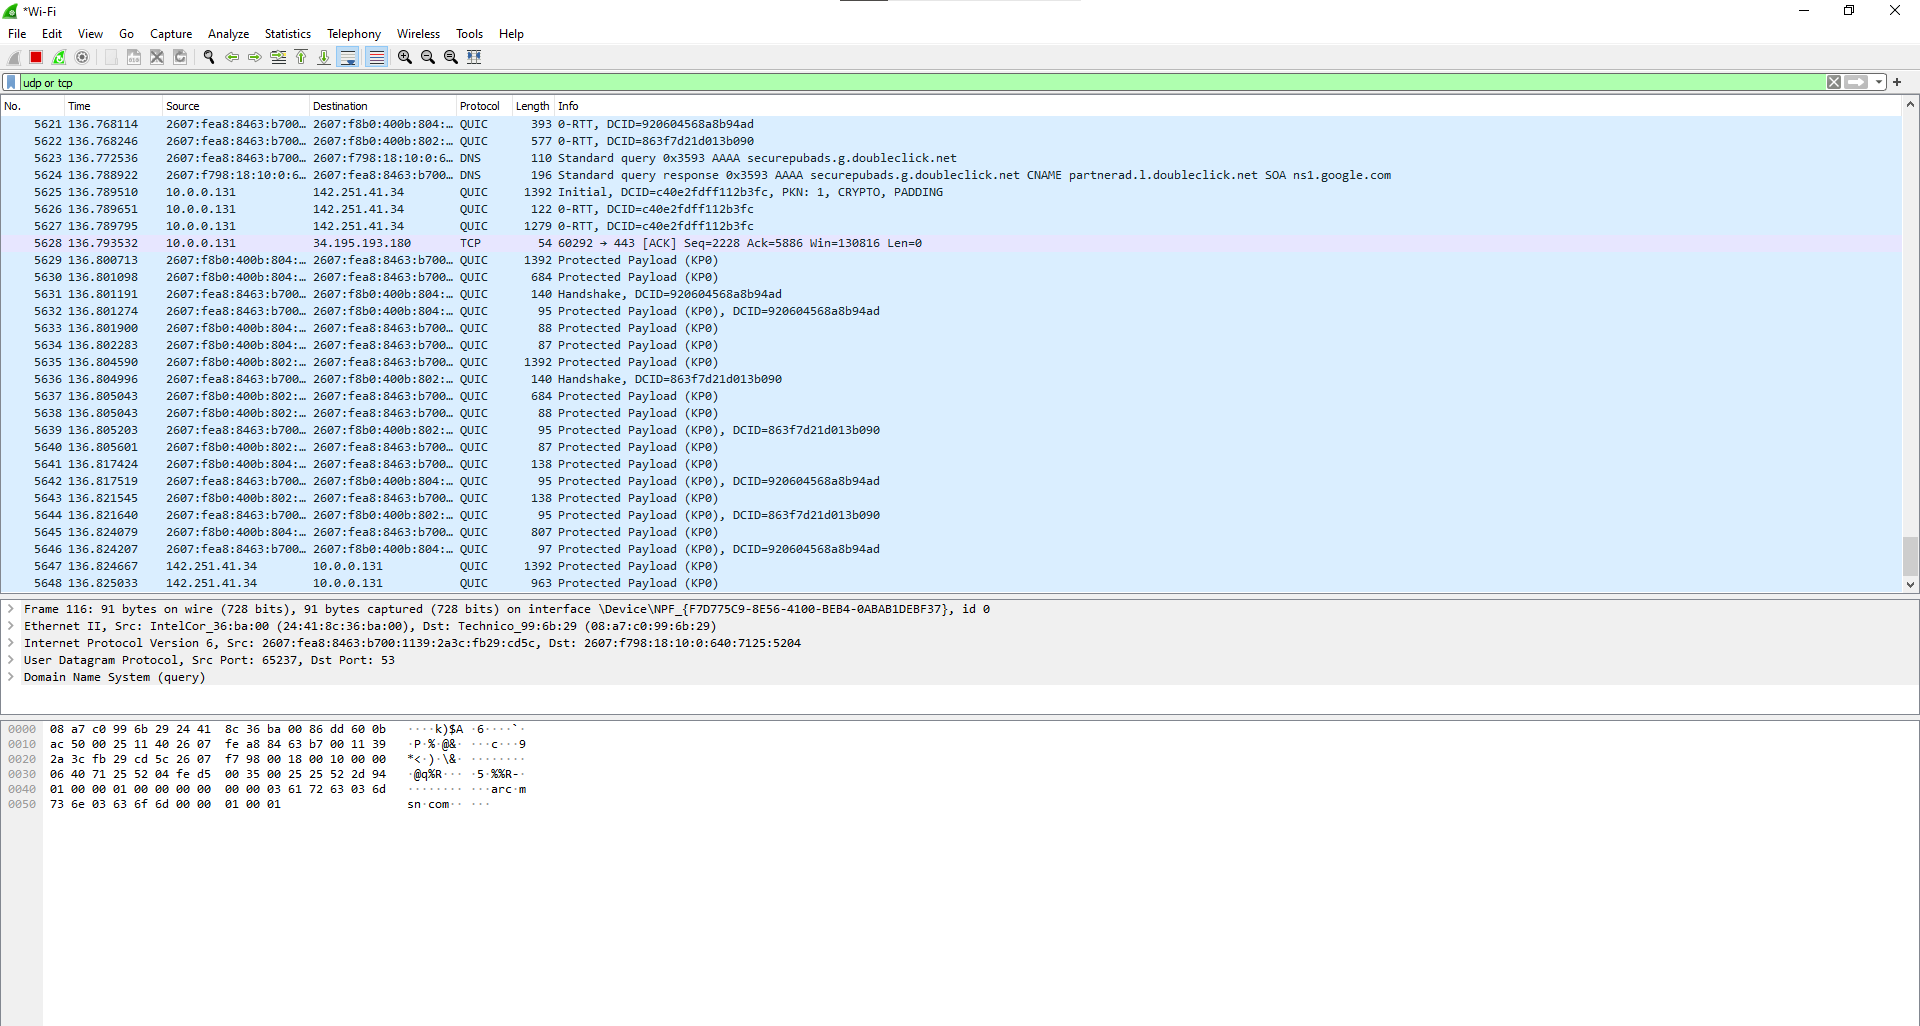 *Wi-Fi
File Edit View Go Capture Analyze Statistics Telephony Wireless Tools Help
udp or tcp
No. Time Source Destination Protocol Length Info
5621 136.768114 2607:fea8:8463:b700… 2607:f8b0:400b:804:… QUIC 393 0-RTT, DCID=920604568a8b94ad
5622 136.768246 2607:fea8:8463:b700… 2607:f8b0:400b:802:… QUIC 577 0-RTT, DCID=863f7d21d013b090
5623 136.772536 2607:fea8:8463:b700… 2607:f798:18:10:0:6… DNS 110 Standard query 0x3593 AAAA securepubads.g.doubleclick.net
5624 136.788922 2607:f798:18:10:0:6… 2607:fea8:8463:b700… DNS 196 Standard query response 0x3593 AAAA securepubads.g.doubleclick.net CNAME partnerad.l.doubleclick.net SOA ns1.google.com
5625 136.789510 10.0.0.131 142.251.41.34 QUIC 1392 Initial, DCID=c40e2fdff112b3fc, PKN: 1, CRYPTO, PADDING
5626 136.789651 10.0.0.131 142.251.41.34 QUIC 122 0-RTT, DCID=c40e2fdff112b3fc
5627 136.789795 10.0.0.131 142.251.41.34 QUIC 1279 0-RTT, DCID=c40e2fdff112b3fc
5628 136.793532 10.0.0.131 34.195.193.180 TCP 54 60292 → 443 [ACK] Seq=2228 Ack=5886 Win=130816 Len=0
5629 136.800713 2607:f8b0:400b:804:… 2607:fea8:8463:b700… QUIC 1392 Protected Payload (KP0)
5630 136.801098 2607:f8b0:400b:804:… 2607:fea8:8463:b700… QUIC 684 Protected Payload (KP0)
5631 136.801191 2607:fea8:8463:b700… 2607:f8b0:400b:804:… QUIC 140 Handshake, DCID=920604568a8b94ad
5632 136.801274 2607:fea8:8463:b700… 2607:f8b0:400b:804:… QUIC 95 Protected Payload (KP0), DCID=920604568a8b94ad
5633 136.801900 2607:f8b0:400b:804:… 2607:fea8:8463:b700… QUIC 88 Protected Payload (KP0)
5634 136.802283 2607:f8b0:400b:804:… 2607:fea8:8463:b700… QUIC 87 Protected Payload (KP0)
5635 136.804590 2607:f8b0:400b:802:… 2607:fea8:8463:b700… QUIC 1392 Protected Payload (KP0)
5636 136.804996 2607:fea8:8463:b700… 2607:f8b0:400b:802:… QUIC 140 Handshake, DCID=863f7d21d013b090
5637 136.805043 2607:f8b0:400b:802:… 2607:fea8:8463:b700… QUIC 684 Protected Payload (KP0)
5638 136.805043 2607:f8b0:400b:802:… 2607:fea8:8463:b700… QUIC 88 Protected Payload (KP0)
5639 136.805203 2607:fea8:8463:b700… 2607:f8b0:400b:802:… QUIC 95 Protected Payload (KP0), DCID=863f7d21d013b090
5640 136.805601 2607:f8b0:400b:802:… 2607:fea8:8463:b700… QUIC 87 Protected Payload (KP0)
5641 136.817424 2607:f8b0:400b:804:… 2607:fea8:8463:b700… QUIC 138 Protected Payload (KP0)
5642 136.817519 2607:fea8:8463:b700… 2607:f8b0:400b:804:… QUIC 95 Protected Payload (KP0), DCID=920604568a8b94ad
5643 136.821545 2607:f8b0:400b:802:… 2607:fea8:8463:b700… QUIC 138 Protected Payload (KP0)
5644 136.821640 2607:fea8:8463:b700… 2607:f8b0:400b:802:… QUIC 95 Protected Payload (KP0), DCID=863f7d21d013b090
5645 136.824079 2607:f8b0:400b:804:… 2607:fea8:8463:b700… QUIC 807 Protected Payload (KP0)
5646 136.824207 2607:fea8:8463:b700… 2607:f8b0:400b:804:… QUIC 97 Protected Payload (KP0), DCID=920604568a8b94ad
5647 136.824667 142.251.41.34 10.0.0.131 QUIC 1392 Protected Payload (KP0)
5648 136.825033 142.251.41.34 10.0.0.131 QUIC 963 Protected Payload (KP0)
Frame 116: 91 bytes on wire (728 bits), 91 bytes captured (728 bits) on interface \Device\NPF_{F7D775C9-8E56-4100-BEB4-0ABAB1DEBF37}, id 0
Ethernet II, Src: IntelCor_36:ba:00 (24:41:8c:36:ba:00), Dst: Technico_99:6b:29 (08:a7:c0:99:6b:29)
Internet Protocol Version 6, Src: 2607:fea8:8463:b700:1139:2a3c:fb29:cd5c, Dst: 2607:f798:18:10:0:640:7125:5204
User Datagram Protocol, Src Port: 65237, Dst Port: 53
Domain Name System (query)
0000 08 a7 c0 99 6b 29 24 41 8c 36 ba 00 86 dd 60 0b ····k)$A ·6····`·
0010 ac 50 00 25 11 40 26 07 fe a8 84 63 b7 00 11 39 ·P·%·@&· ···c···9
0020 2a 3c fb 29 cd 5c 26 07 f7 98 00 18 00 10 00 00 *<·)·\&· ········
0030 06 40 71 25 52 04 fe d5 00 35 00 25 25 52 2d 94 ·@q%R··· ·5·%%R-·
0040 01 00 00 01 00 00 00 00 00 00 03 61 72 63 03 6d ········ ···arc·m
0050 73 6e 03 63 6f 6d 00 00 01 00 01 sn·com·· ···